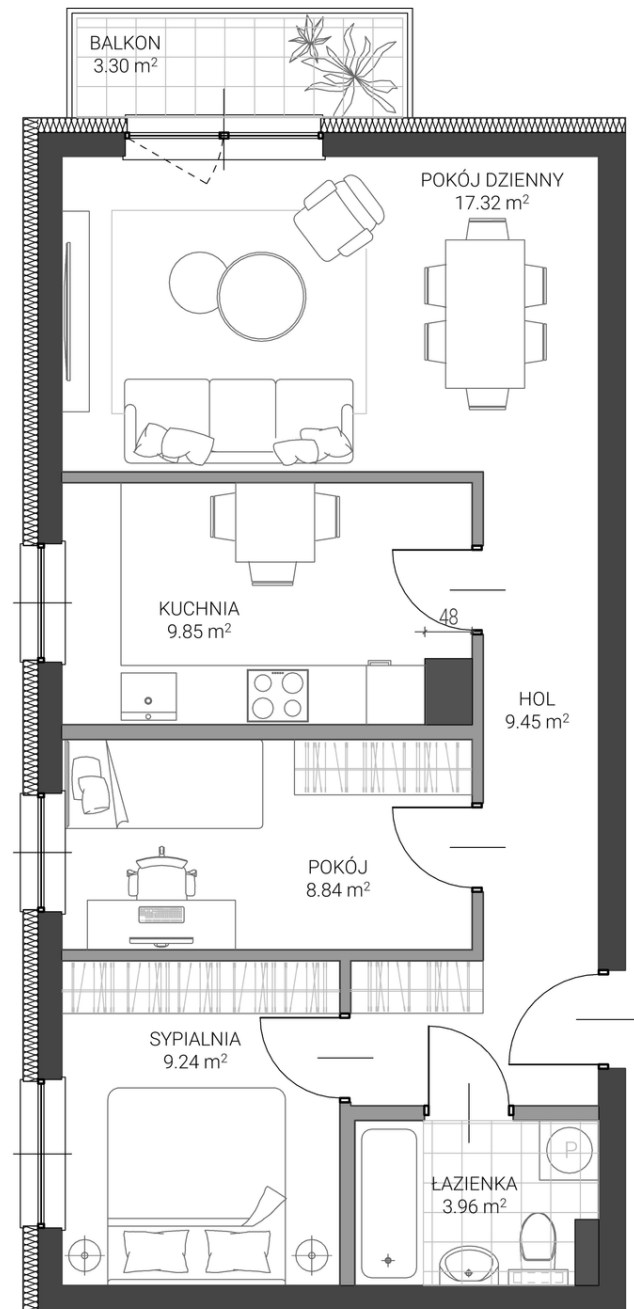 BALKON
3.30 m²
POKÓJ DZIENNY
17.32 m²
KUCHNIA
9.85 m²
48
HOL
9.45 m²
POKÓJ
8.84 m²
SYPIALNIA
9.24 m²
P
ŁAZIENKA
3.96 m²